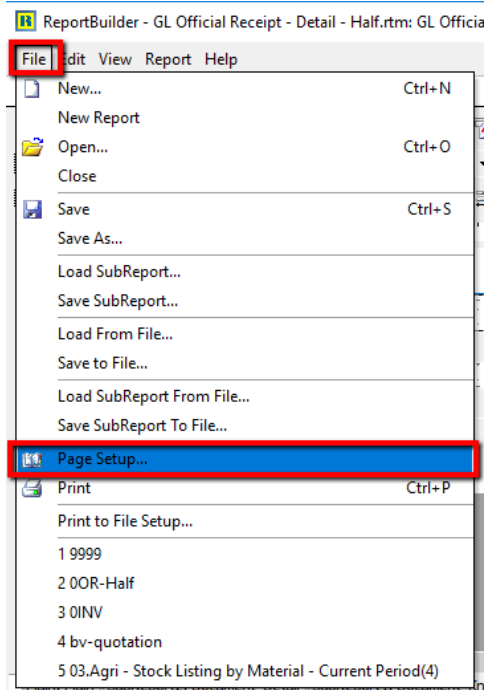 ReportBuilder - GL Official Receipt - Detail - Half.rtm: GL Officia
File Edit View Report Help
New... Ctrl+N
New Report
Open... Ctrl+O
Close
Save Ctrl+S
Save As...
Load SubReport...
Save SubReport...
Load From File...
Save to File...
Load SubReport From File...
Save SubReport To File...
Page Setup...
Print Ctrl+P
Print to File Setup...
1 9999
2 0OR-Half
3 0INV
4 bv-quotation
5 03.Agri - Stock Listing by Material - Current Period(4)